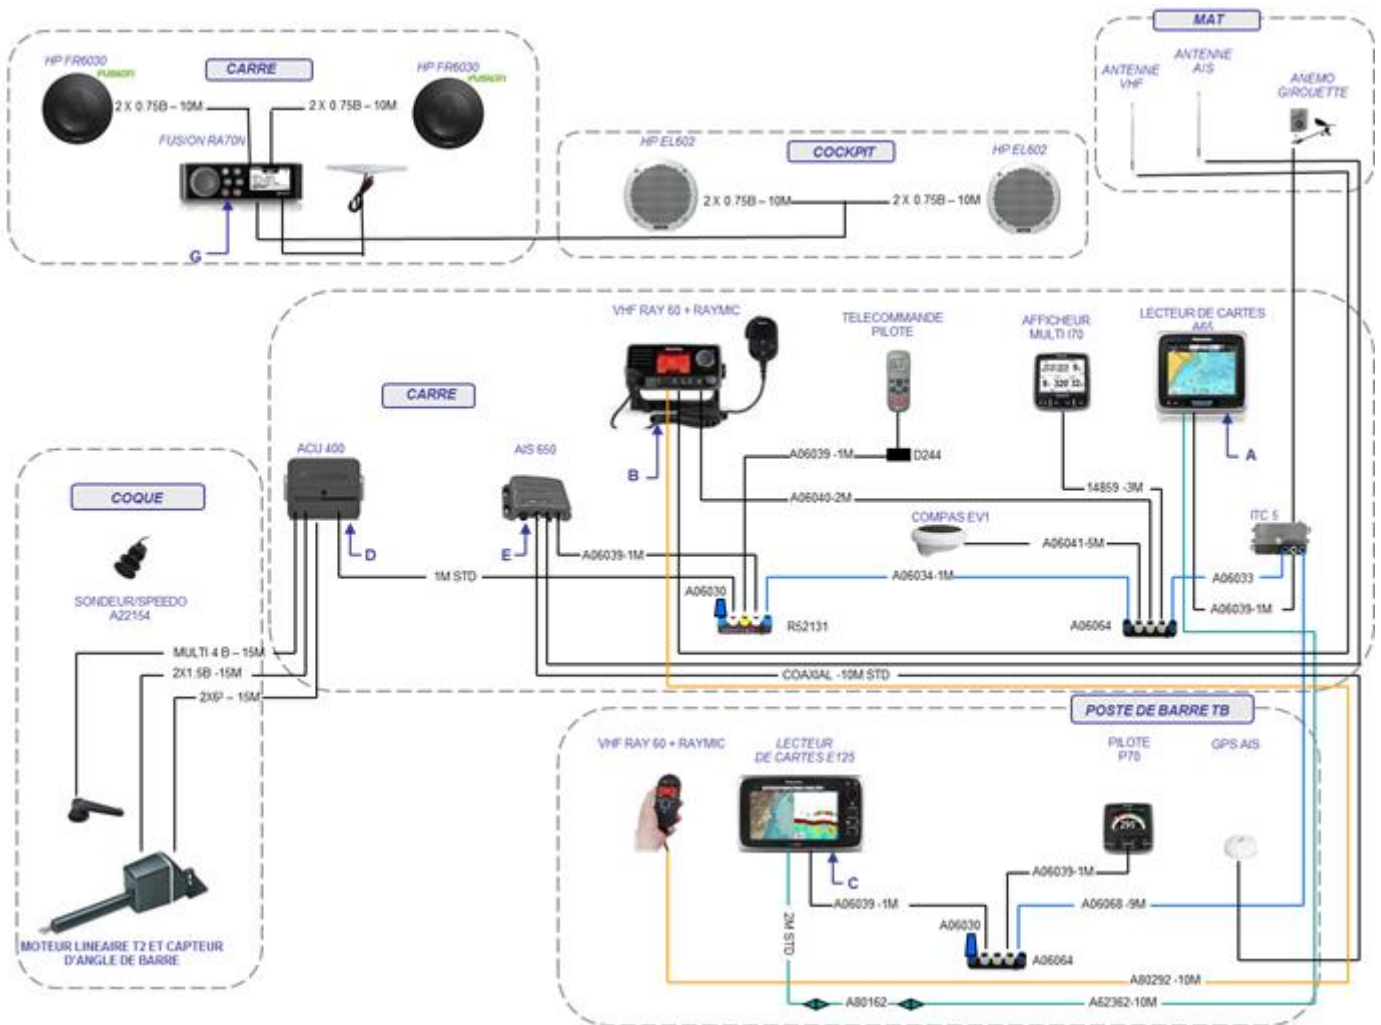 MAT
HP FR6030
FUSION
CARRE
HP FR6030
FUSION
ANTENNE
VHF
ANTENNE
AIS
ANEMO
GIROUETTE
2 X 0.75B – 10M
2 X 0.75B – 10M
FUSION RA70N
HP EL602
COCKPIT
HP EL602
2 X 0.75B – 10M
2 X 0.75B – 10M
G
VHF RAY 60 + RAYMIC
TELECOMMANDE
PILOTE
AFFICHEUR
MULTI I70
LECTEUR DE CARTES
A65
CARRE
ACU 400
AIS 650
B
A06039 -1M
D244
A
14859 -3M
A06040-2M
COQUE
COMPAS EV1
ITC 5
D
E
A06039-1M
A06041-5M
1M STD
A06034-1M
A06033
A06030
A06039-1M
SONDEUR/SPEEDO
A22154
R52131
A06064
MULTI 4 B – 15M
2X1.5B -15M
COAXIAL -10M STD
2X6² – 15M
POSTE DE BARRE TB
VHF RAY 60 + RAYMIC
LECTEUR
DE CARTES E125
PILOTE
P70
GPS AIS
295
A06039-1M
C
A06039 -1M
A06068 -9M
2M STD
A06030
A06064
MOTEUR LINEAIRE T2 ET CAPTEUR
D'ANGLE DE BARRE
A80292 -10M
A80162
A62362-10M